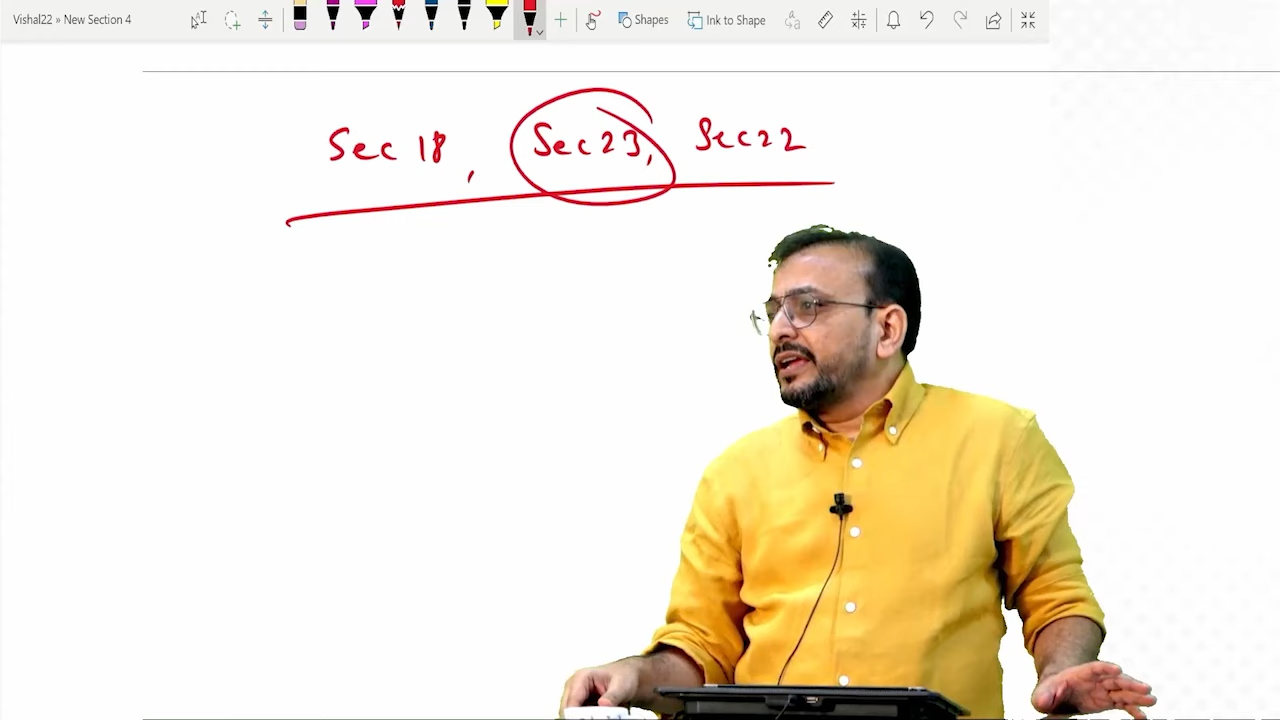 Vishal22 » New Section 4
Shapes Ink to Shape
Sec 18, Sec 23, Sec 22